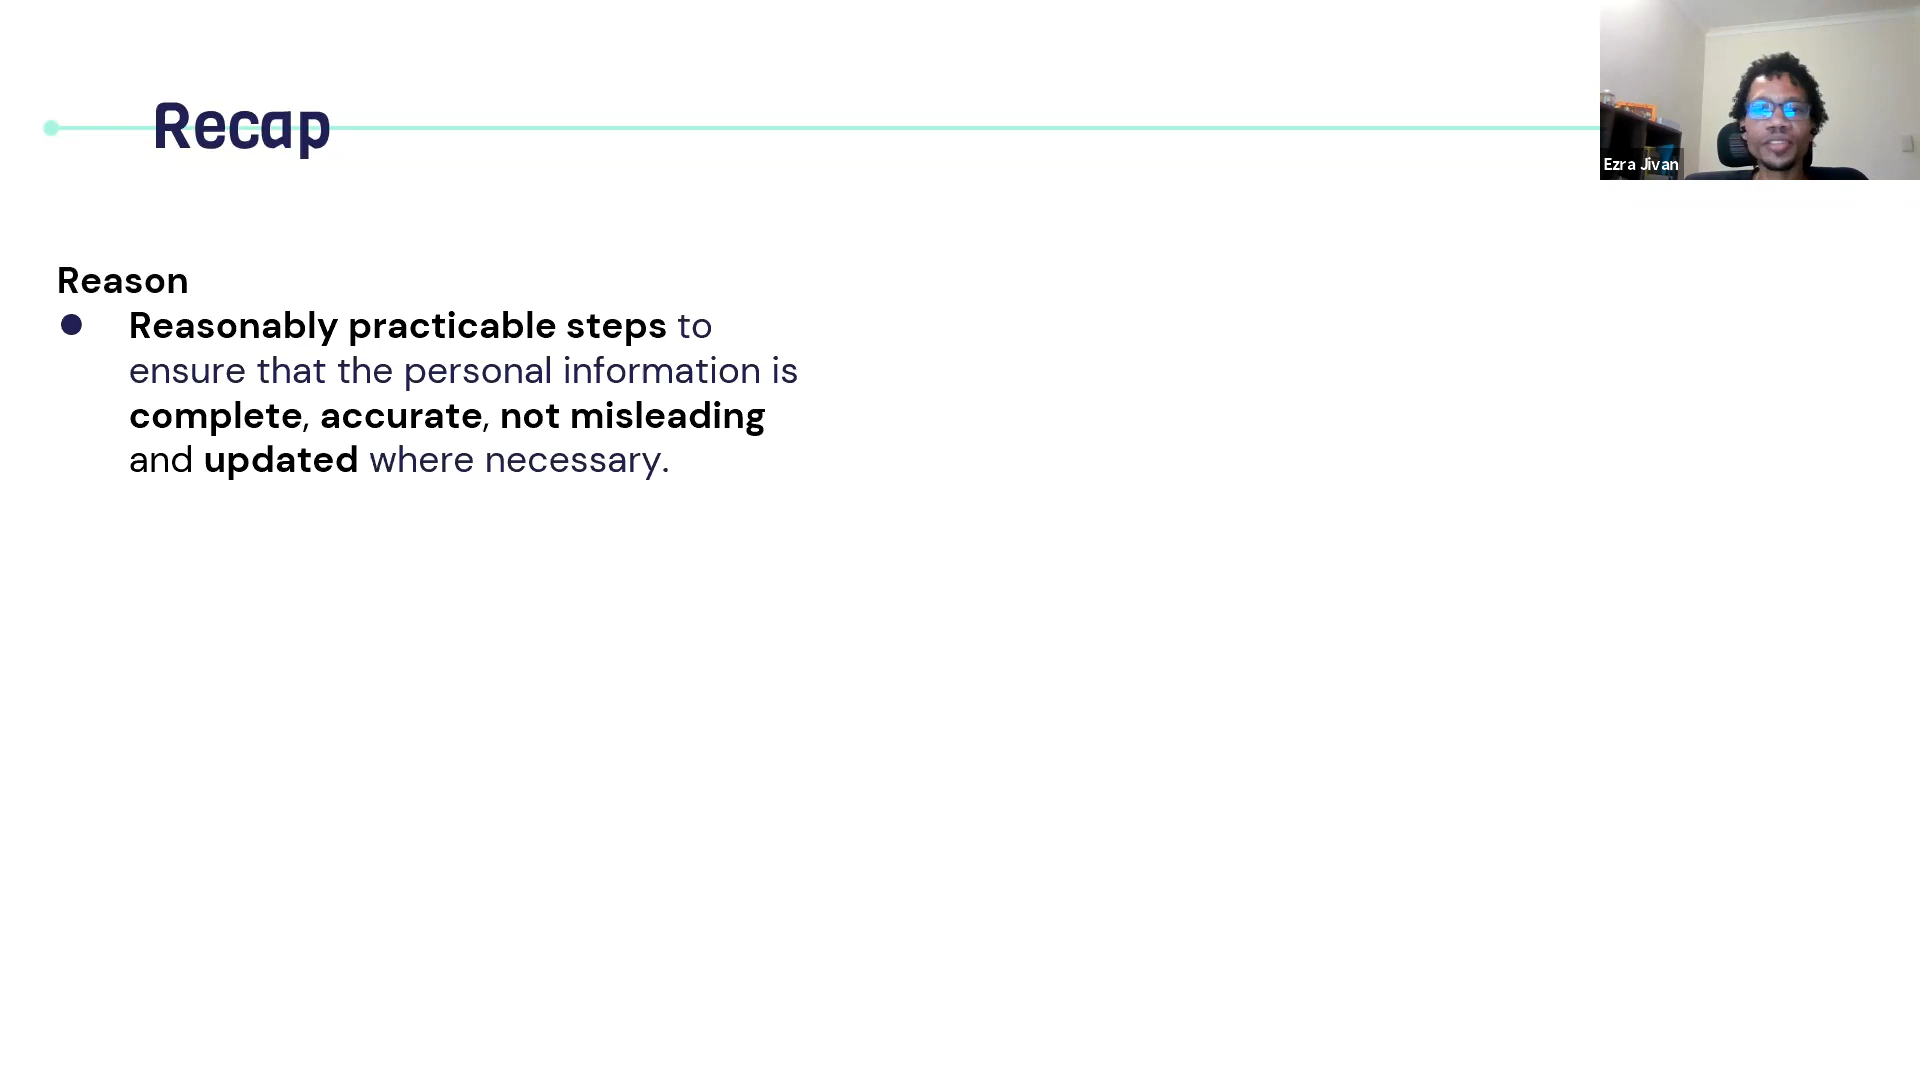 Recap
Ezra Jivan
Reason
● Reasonably practicable steps to
ensure that the personal information is
complete, accurate, not misleading
and updated where necessary.